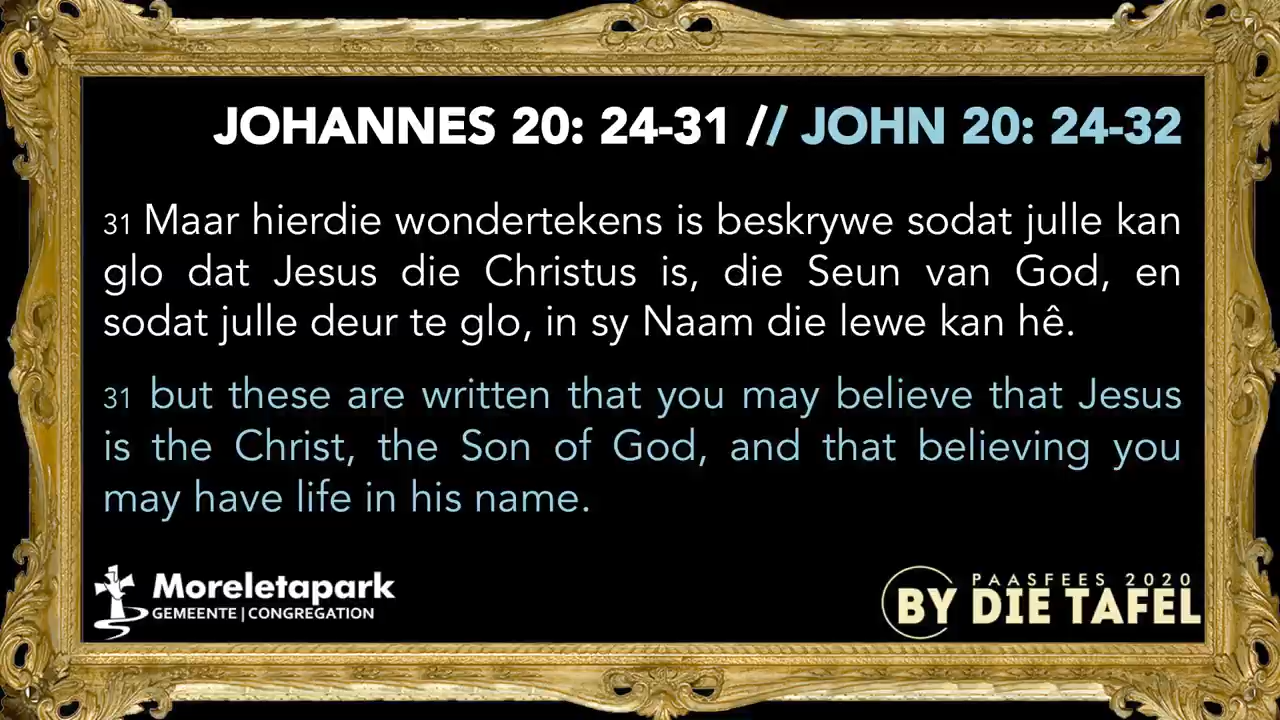 JOHANNES 20: 24-31 // JOHN 20: 24-32
31 Maar hierdie wondertekens is beskrywe sodat julle kan
glo dat Jesus die Christus is, die Seun van God, en
sodat julle deur te glo, in sy Naam die lewe kan hê.
31 but these are written that you may believe that Jesus
is the Christ, the Son of God, and that believing you
may have life in his name.
Moreletapark
GEMEENTE | CONGREGATION
PAASFEES 2020
BY DIE TAFEL